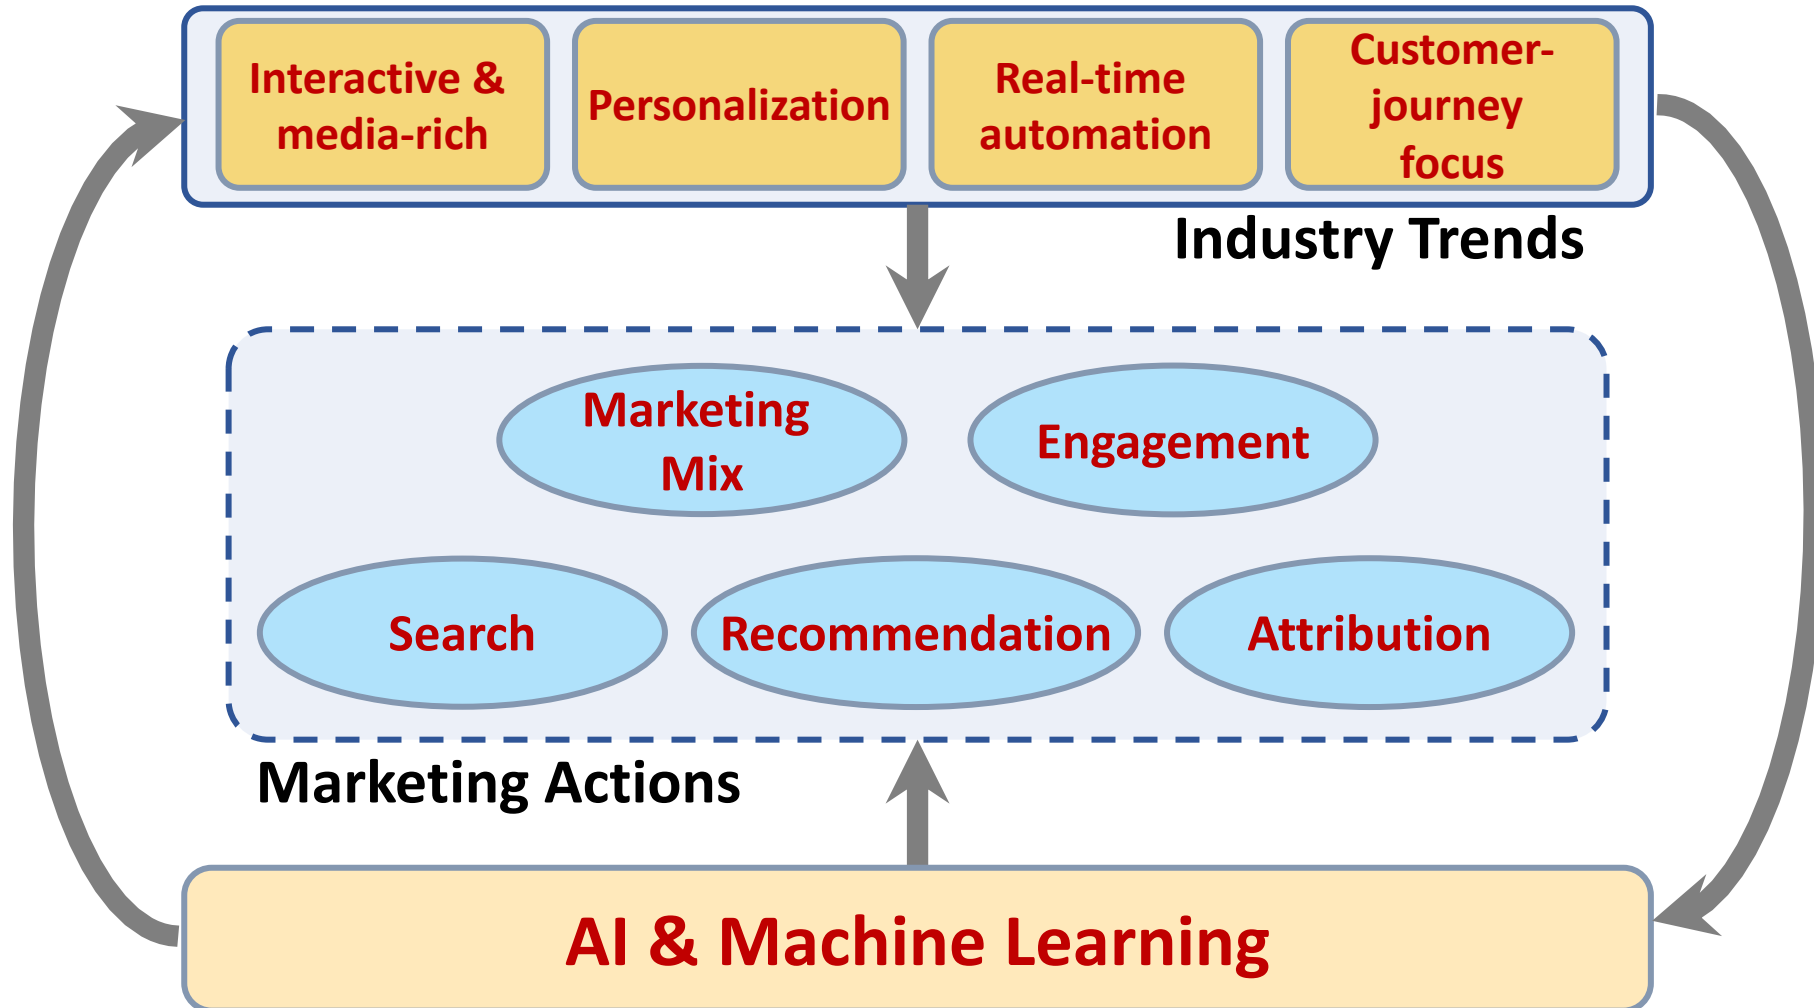 Interactive &
media-rich
Personalization
Real-time
automation
Customer-
journey
focus
Industry Trends
Marketing
Mix
Engagement
Search
Recommendation
Attribution
Marketing Actions
AI & Machine Learning